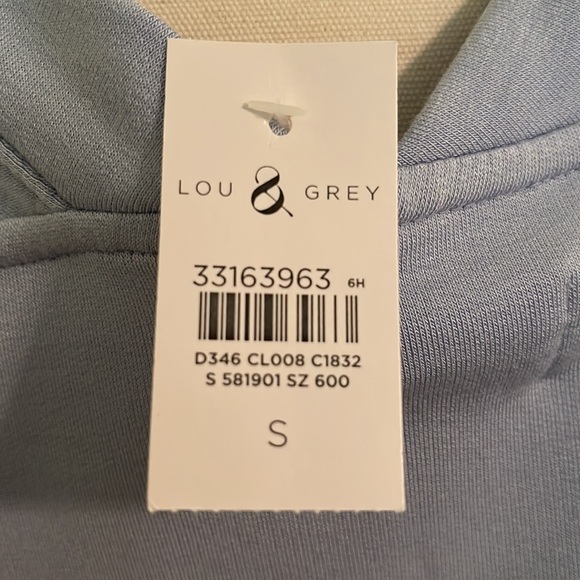 LOU & GREY
33163963 6H
D346 CL008 C1832
S 581901 SZ 600
S